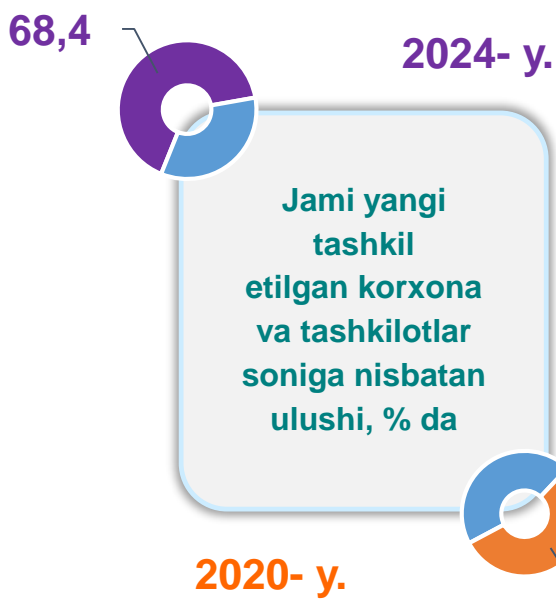 68,4
2024- y.
Jami yangi
tashkil
etilgan korxona
va tashkilotlar
soniga nisbatan
ulushi, % da
2020- y.